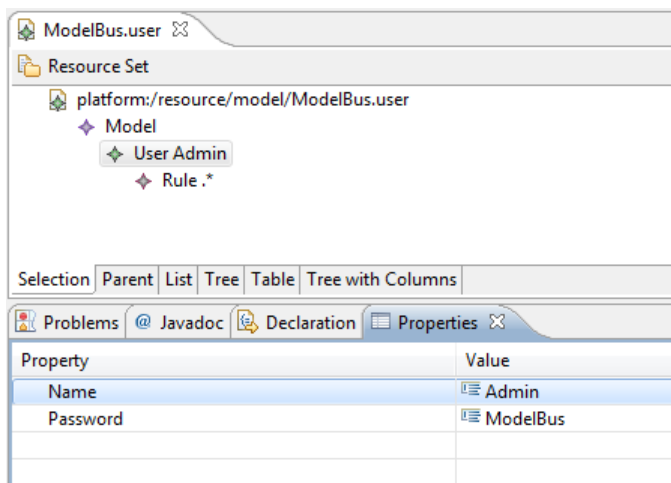 ModelBus.user
Resource Set
platform:/resource/model/ModelBus.user
Model
User Admin
Rule .*
Selection Parent List Tree Table Tree with Columns
Problems @ Javadoc Declaration Properties
Property Value
Name Admin
Password ModelBus